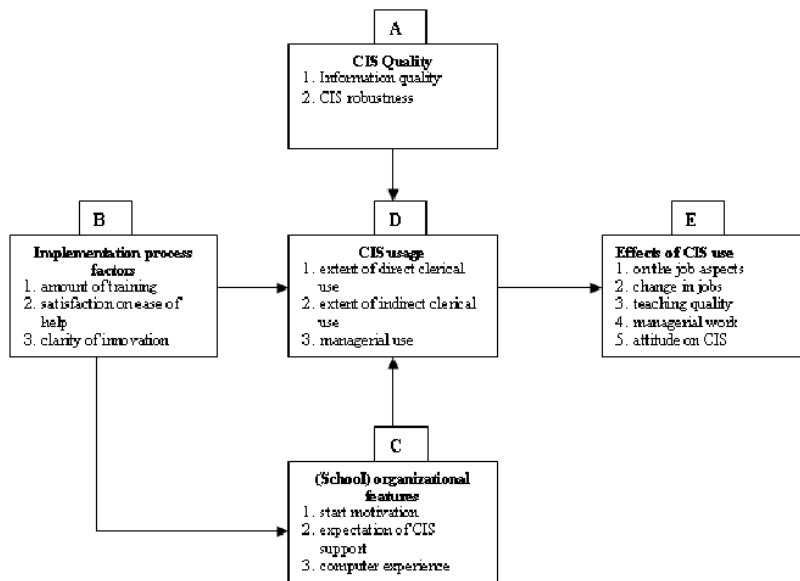 A
CIS Quality
1. Information quality
2. CIS robustness
B
Implementation process
factors
1. amount of training
2. satisfaction on ease of
help
3. clarity of innovation
D
CIS usage
1. extent of direct clerical
use
2. extent of indirect clerical
use
3. managerial use
E
Effects of CIS use
1. on the job aspects
2. change in jobs
3. teaching quality
4. managerial work
5. attitude on CIS
C
(School) organizational
features
1. start motivation
2. expectation of CIS
support
3. computer experience